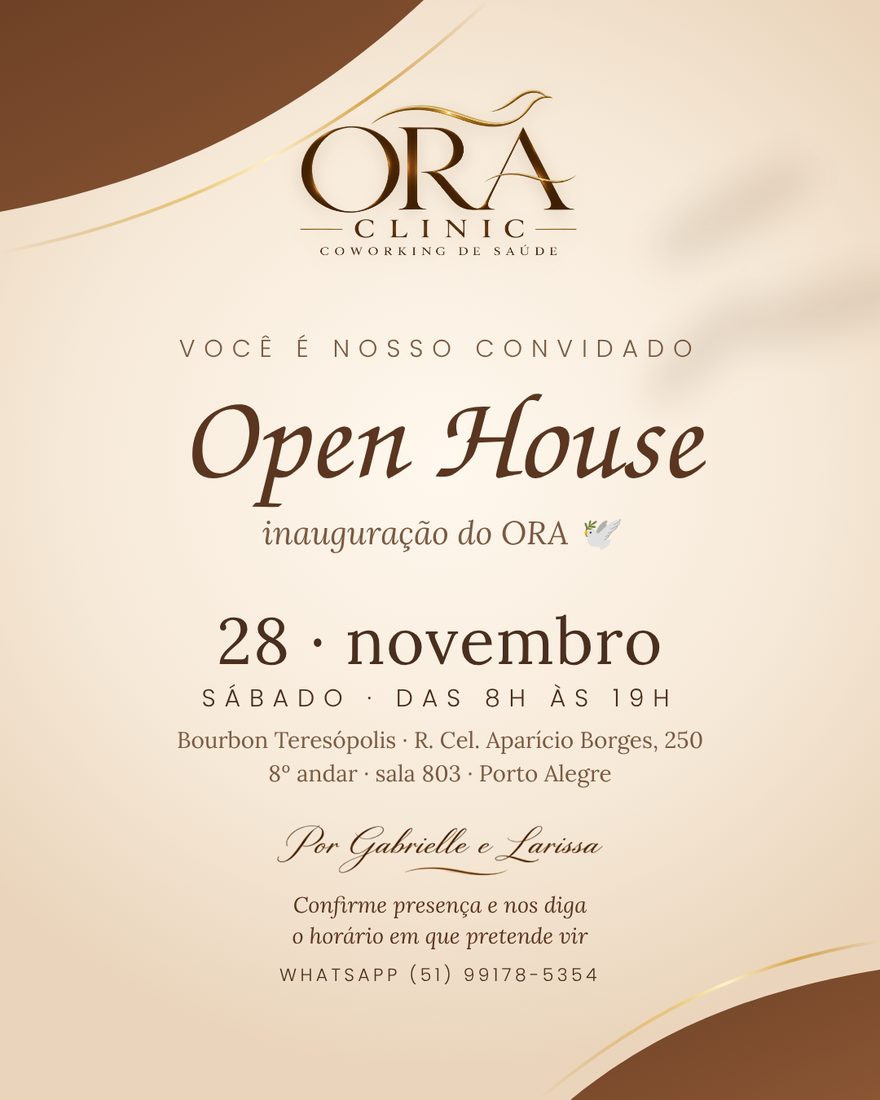 ORA
CLINIC
COWORKING DE SAÚDE
VOCÊ É NOSSO CONVIDADO
Open House
inauguração do ORA 🕊️
28 · novembro
SÁBADO · DAS 8H ÀS 19H
Bourbon Teresópolis · R. Cel. Aparício Borges, 250
8º andar · sala 803 · Porto Alegre
Por Gabrielle e Larissa
Confirme presença e nos diga
o horário em que pretende vir
WHATSAPP (51) 99178-5354